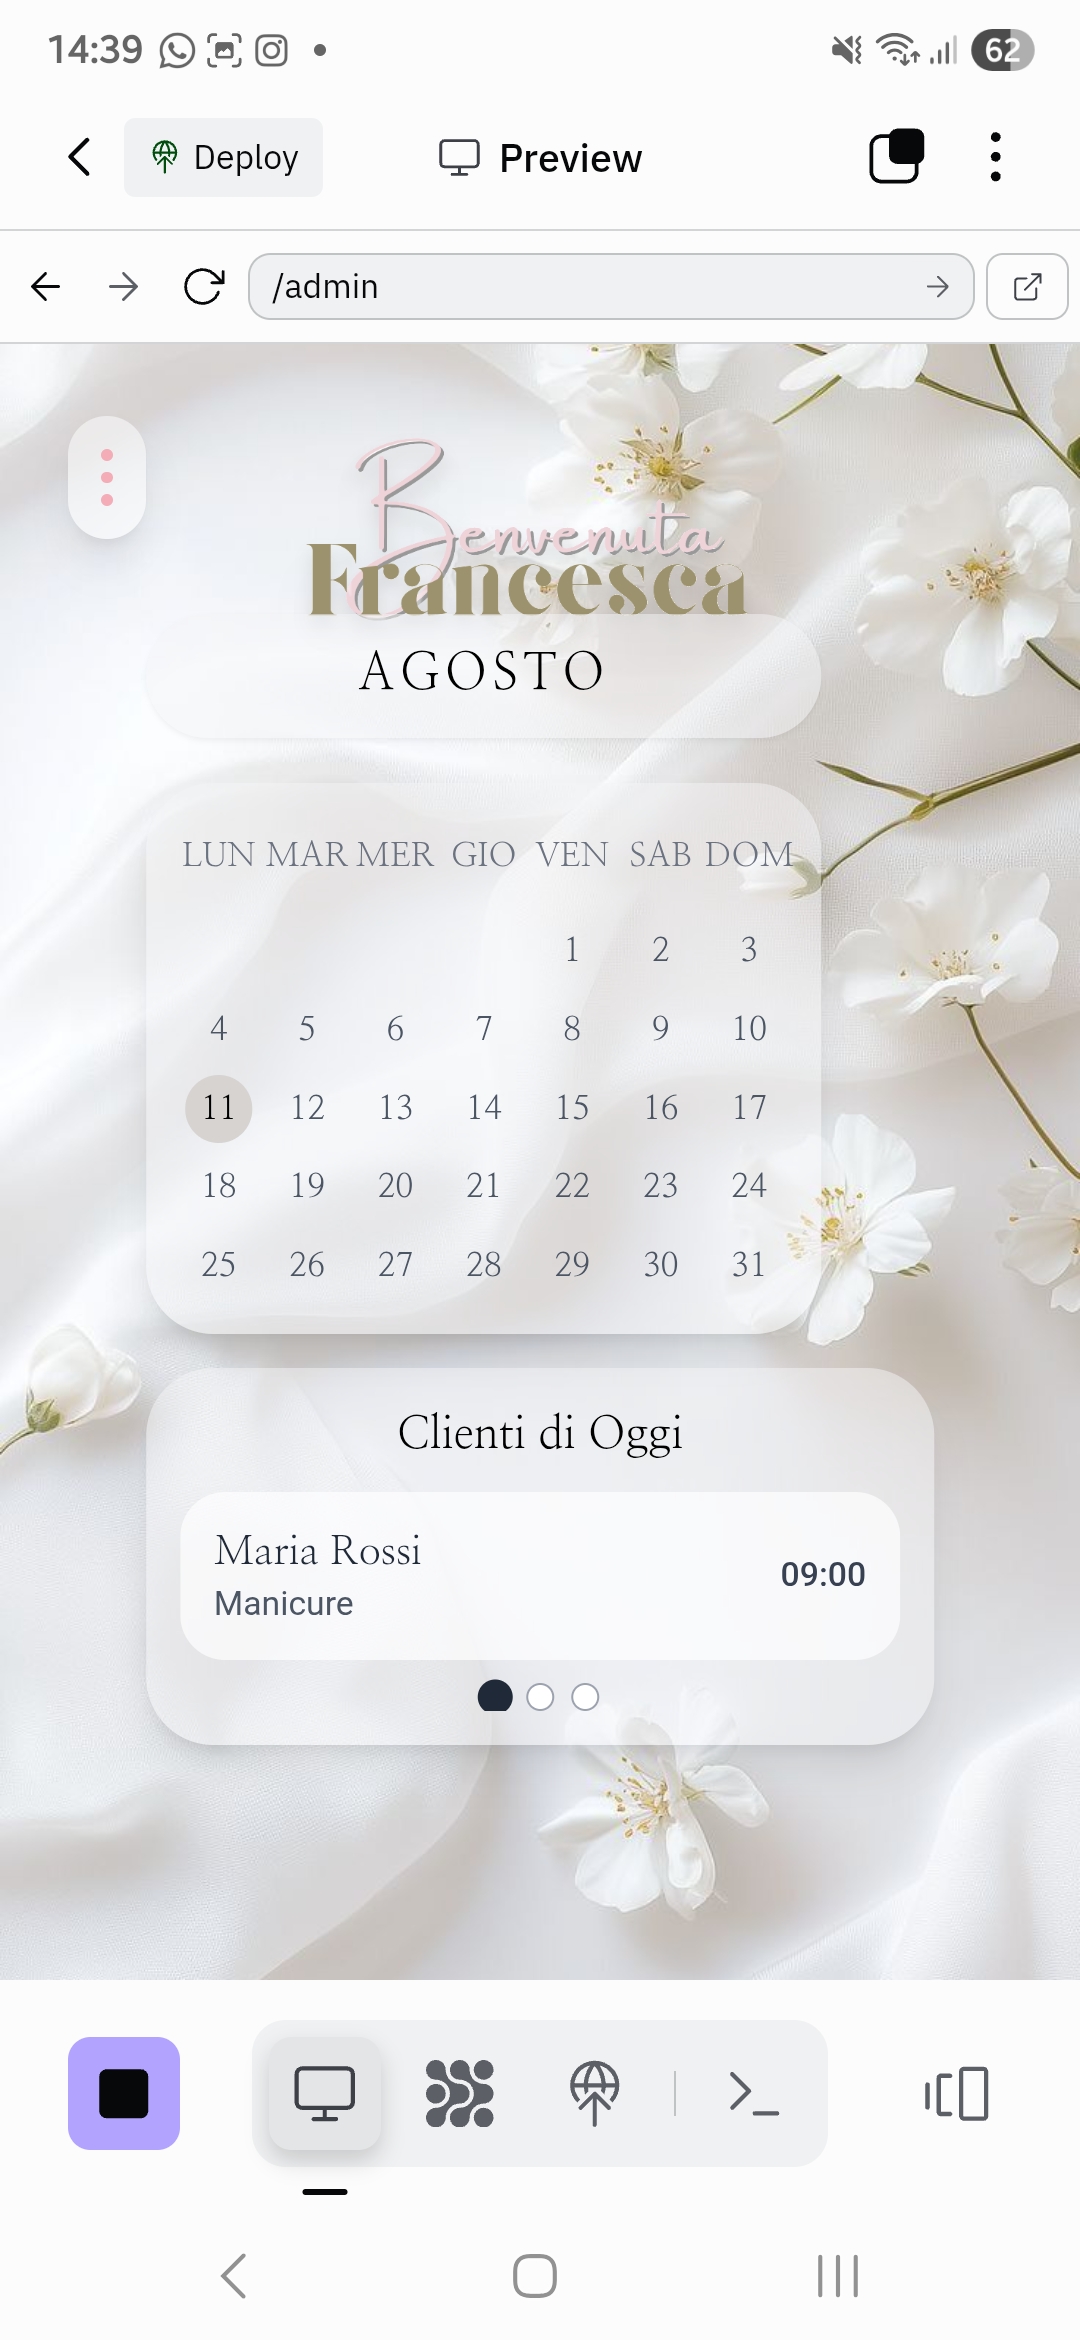 14:39
62
Deploy
Preview
/admin
Benvenuta
Francesca
AGOSTO
LUN MAR MER GIO VEN SAB DOM
1 2 3
4 5 6 7 8 9 10
11 12 13 14 15 16 17
18 19 20 21 22 23 24
25 26 27 28 29 30 31
Clienti di Oggi
Maria Rossi
09:00
Manicure